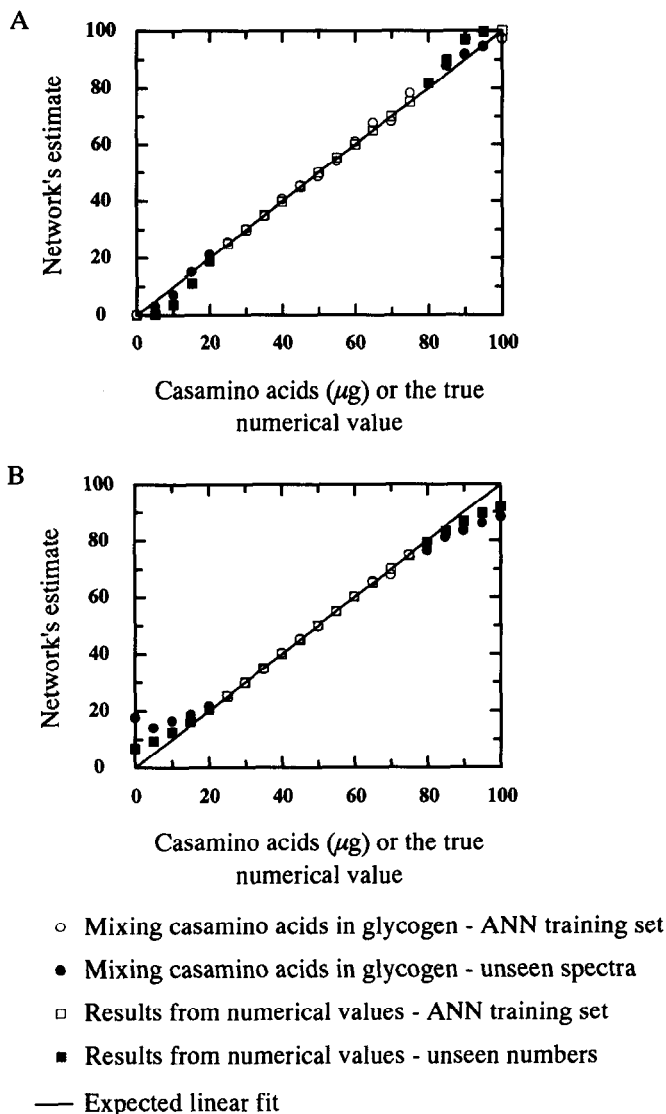 A
100
80
60
40
20
0
Network's estimate
0 20 40 60 80 100
Casamino acids (μg) or the true
numerical value
B
100
80
60
40
20
0
Network's estimate
0 20 40 60 80 100
Casamino acids (μg) or the true
numerical value
Mixing casamino acids in glycogen - ANN training set
Mixing casamino acids in glycogen - unseen spectra
Results from numerical values - ANN training set
Results from numerical values - unseen numbers
Expected linear fit